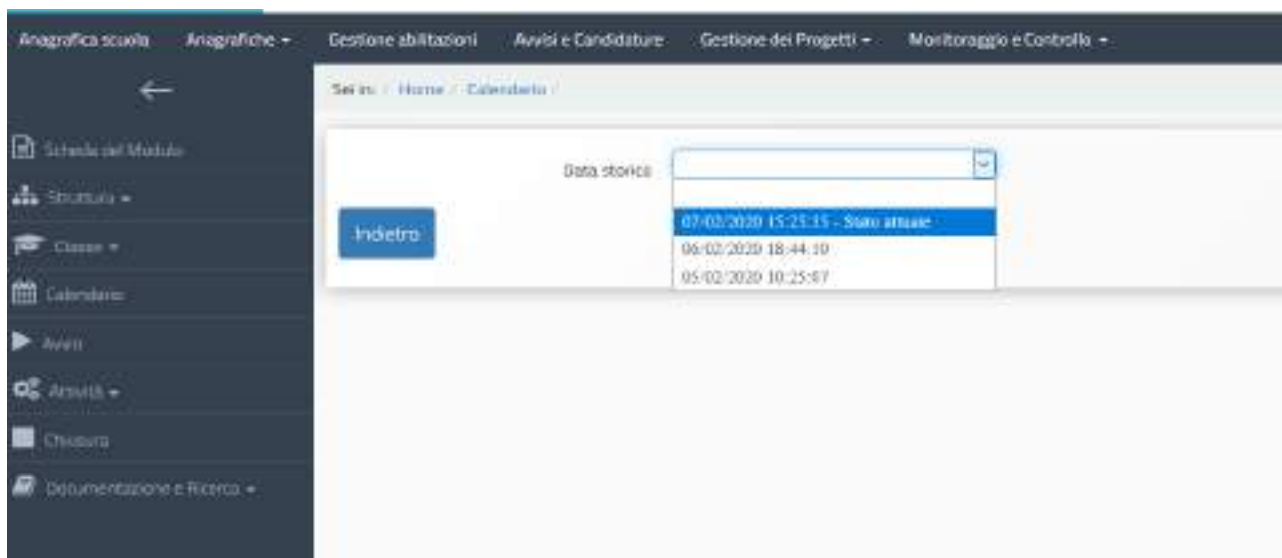 Anagrafica scuola Anagrafiche Gestione abilitazioni Avvisi e Candidature Gestione dei Progetti Monitoraggio e Controllo
Sei in: / Home / Calendario /
Scheda del Modulo
Struttura
Classe
Calendario
Avvio
Attività
Chiusura
Documentazione e Ricerca
Data storico
07/02/2020 15:25:15 - Stato attuale
06/02/2020 18:44:10
05/02/2020 10:25:07
Indietro